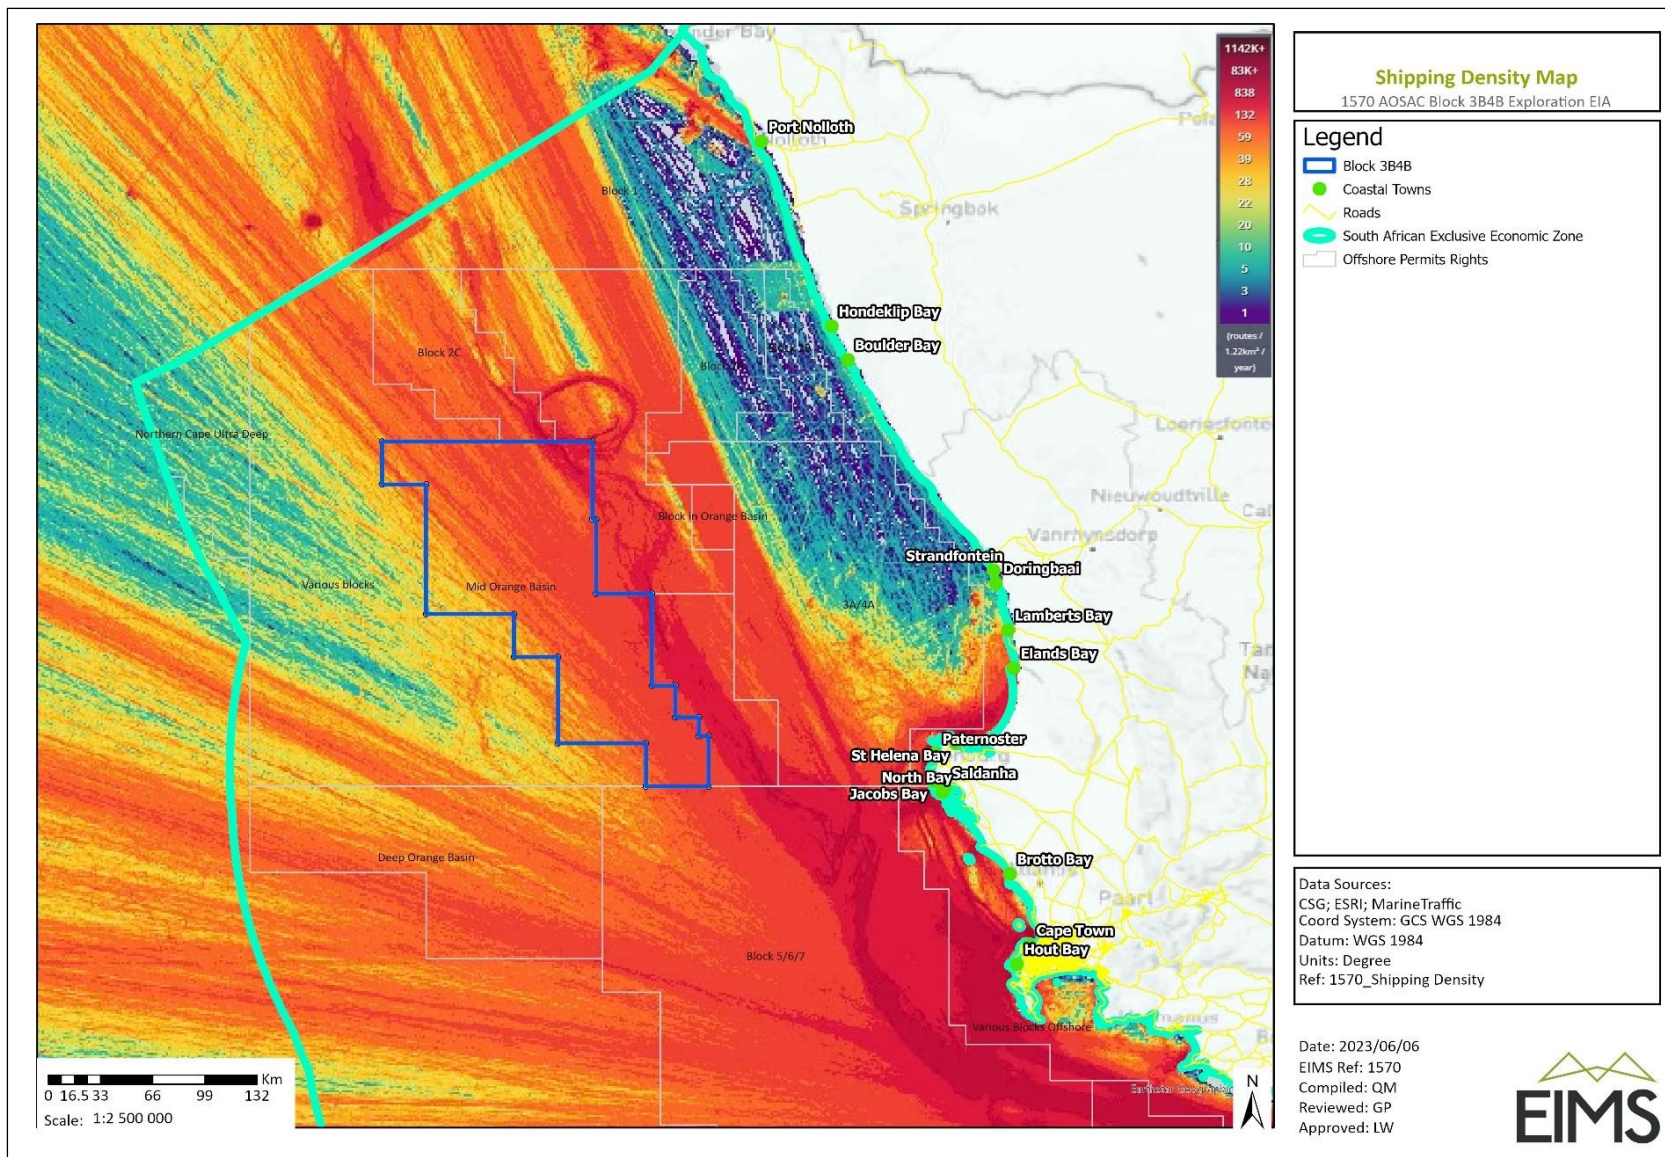 Port Nolloth
Springbok
Block 1
Hondeklip Bay
Block 2C
Boulder Bay
Northern Cape Ultra Deep
Nieuwoudtville
Block in Orange Basin
Vanrhynsdorp
Strandfontein
Doringbaai
Various blocks
Mid Orange Basin
3A/4A
Lamberts Bay
Elands Bay
Paternoster
St Helena Bay
Saldanha
North Bay
Jacobs Bay
Deep Orange Basin
Brotto Bay
Paarl
Cape Town
Hout Bay
Block 5/6/7
Various Blocks Offshore
1142K+
83K+
838
132
59
39
28
22
20
10
5
3
1
(routes /
1.22km² /
year)
0 16.5 33 66 99 132 Km
Scale: 1:2 500 000
N
Shipping Density Map
1570 AOSAC Block 3B4B Exploration EIA
Legend
Block 3B4B
Coastal Towns
Roads
South African Exclusive Economic Zone
Offshore Permits Rights
Data Sources:
CSG; ESRI; MarineTraffic
Coord System: GCS WGS 1984
Datum: WGS 1984
Units: Degree
Ref: 1570_Shipping Density
Date: 2023/06/06
EIMS Ref: 1570
Compiled: QM
Reviewed: GP
Approved: LW
EIMS